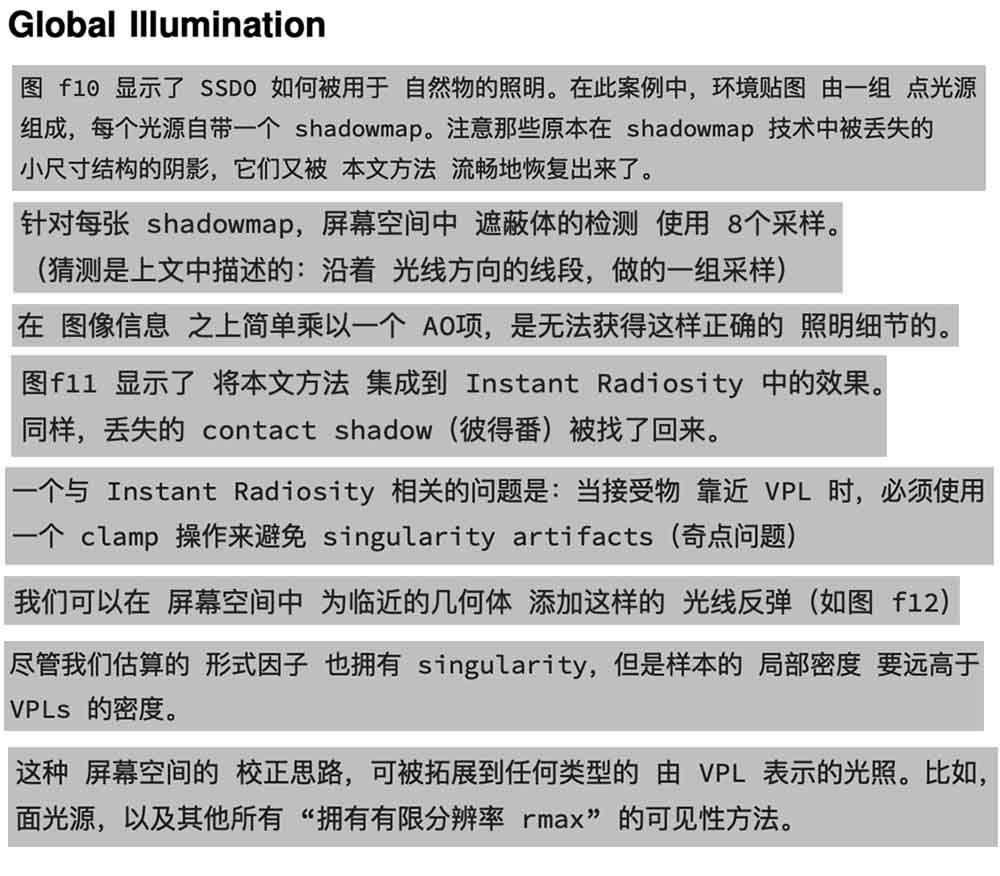 Global Illumination
图 f10 显示了 SSDO 如何被用于 自然物的照明。在此案例中，环境贴图 由一组 点光源
组成，每个光源自带一个 shadowmap。注意那些原本在 shadowmap 技术中被丢失的
小尺寸结构的阴影，它们又被 本文方法 流畅地恢复出来了。
针对每张 shadowmap，屏幕空间中 遮蔽体的检测 使用 8个采样。
（猜测是上文中描述的：沿着 光线方向的线段，做的一组采样）
在 图像信息 之上简单乘以一个 AO项，是无法获得这样正确的 照明细节的。
图f11 显示了 将本文方法 集成到 Instant Radiosity 中的效果。
同样，丢失的 contact shadow（彼得番）被找了回来。
一个与 Instant Radiosity 相关的问题是：当接受物 靠近 VPL 时，必须使用
一个 clamp 操作来避免 singularity artifacts（奇点问题）
我们可以在 屏幕空间中 为临近的几何体 添加这样的 光线反弹（如图 f12）
尽管我们估算的 形式因子 也拥有 singularity，但是样本的 局部密度 要远高于
VPLs 的密度。
这种 屏幕空间的 校正思路，可被拓展到任何类型的 由 VPL 表示的光照。比如，
面光源，以及其他所有 “拥有有限分辨率 rmax” 的可见性方法。